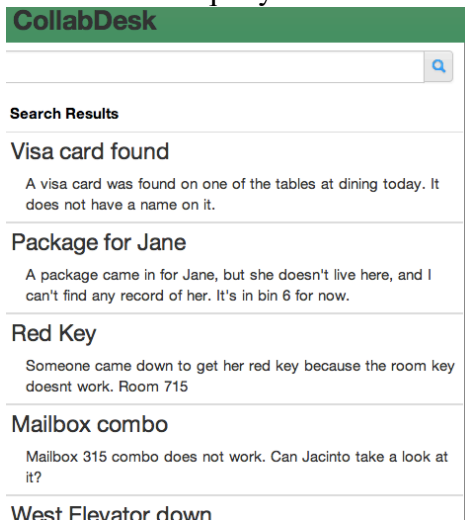 CollabDesk
Search Results
Visa card found
A visa card was found on one of the tables at dining today. It
does not have a name on it.
Package for Jane
A package came in for Jane, but she doesn't live here, and I
can't find any record of her. It's in bin 6 for now.
Red Key
Someone came down to get her red key because the room key
doesnt work. Room 715
Mailbox combo
Mailbox 315 combo does not work. Can Jacinto take a look at
it?
West Elevator down